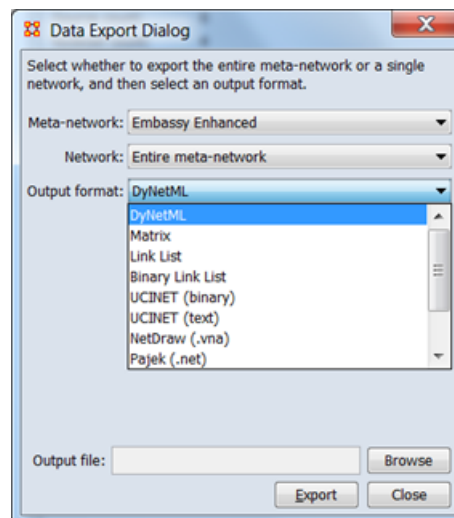 Data Export Dialog
Select whether to export the entire meta-network or a single
network, and then select an output format.
Meta-network: Embassy Enhanced
Network: Entire meta-network
Output format: DyNetML
DyNetML
Matrix
Link List
Binary Link List
UCINET (binary)
UCINET (text)
NetDraw (.vna)
Pajek (.net)
Output file: Browse
Export Close